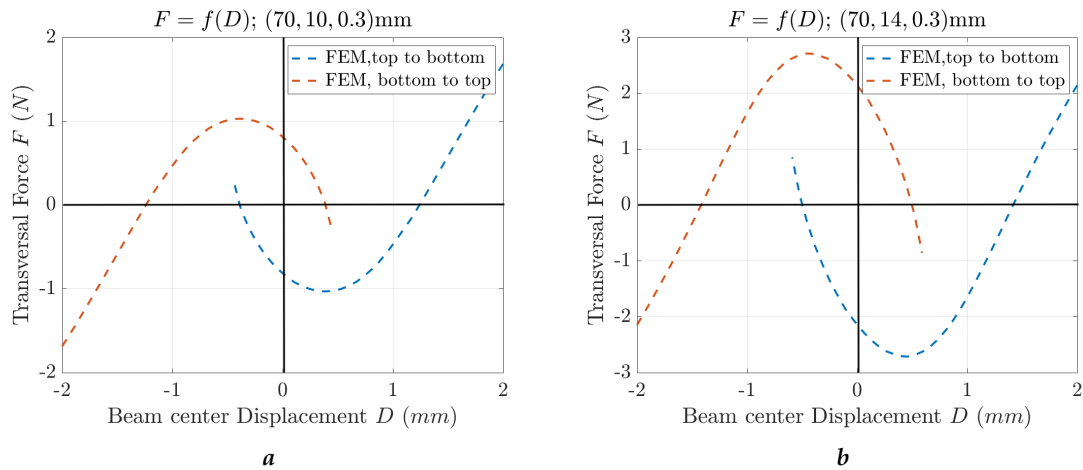 F = f(D); (70, 10, 0.3)mm
2
1
0
-1
-2
-2 -1 0 1 2
Transversal Force F (N)
FEM,top to bottom
FEM, bottom to top
Beam center Displacement D (mm)
a
F = f(D); (70, 14, 0.3)mm
3
2
1
0
-1
-2
-3
-2 -1 0 1 2
Transversal Force F (N)
FEM,top to bottom
FEM, bottom to top
Beam center Displacement D (mm)
b